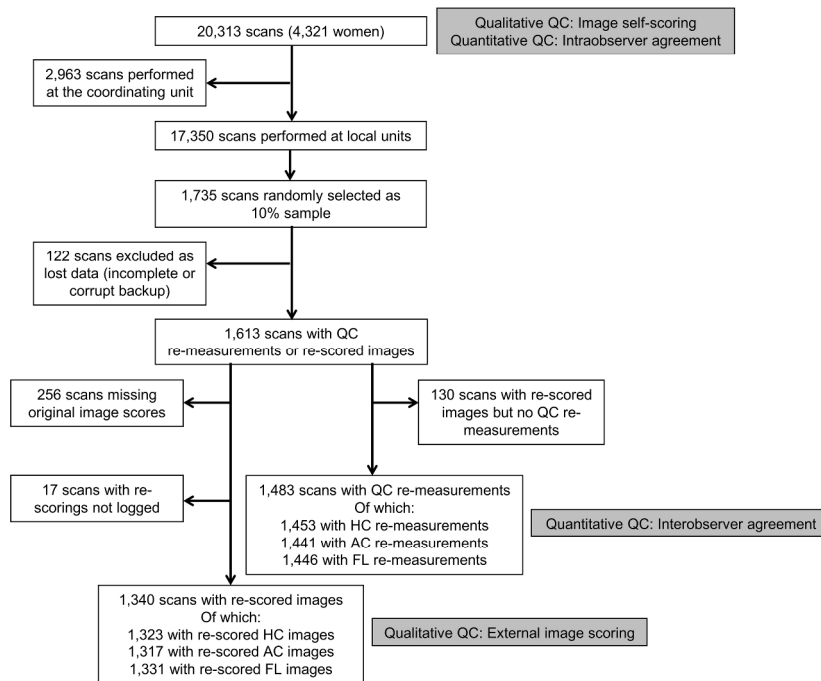 20,313 scans (4,321 women)
Qualitative QC: Image self-scoring
Quantitative QC: Intraobserver agreement
2,963 scans performed
at the coordinating unit
17,350 scans performed at local units
1,735 scans randomly selected as
10% sample
122 scans excluded as
lost data (incomplete or
corrupt backup)
1,613 scans with QC
re-measurements or re-scored images
256 scans missing
original image scores
130 scans with re-scored
images but no QC re-
measurements
17 scans with re-
scorings not logged
1,483 scans with QC re-measurements
Of which:
1,453 with HC re-measurements
1,441 with AC re-measurements
1,446 with FL re-measurements
Quantitative QC: Interobserver agreement
1,340 scans with re-scored images
Of which:
1,323 with re-scored HC images
1,317 with re-scored AC images
1,331 with re-scored FL images
Qualitative QC: External image scoring